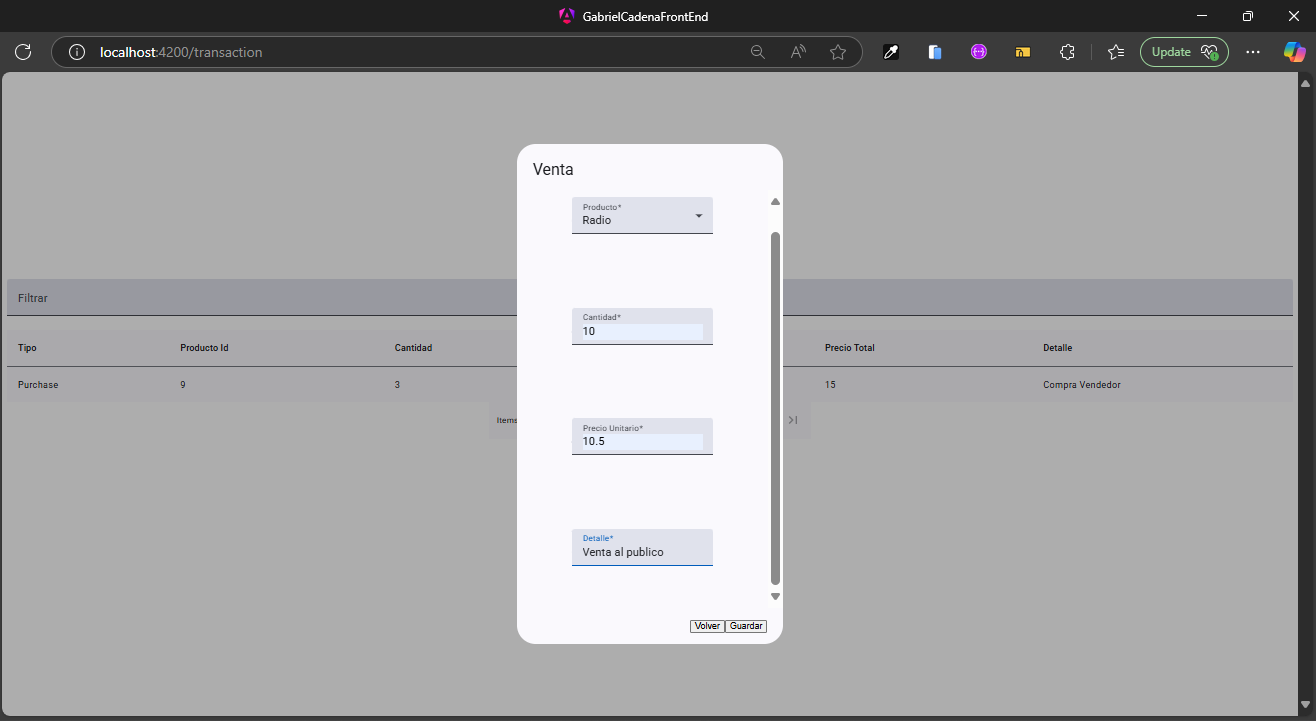 GabrielCadenaFrontEnd
localhost:4200/transaction
Update
Venta
Producto*
Radio
Filtrar
Cantidad*
10
Tipo Producto Id Cantidad Precio Total Detalle
Purchase 9 3 15 Compra Vendedor
Items
Precio Unitario*
10.5
Detalle*
Venta al publico
Volver Guardar